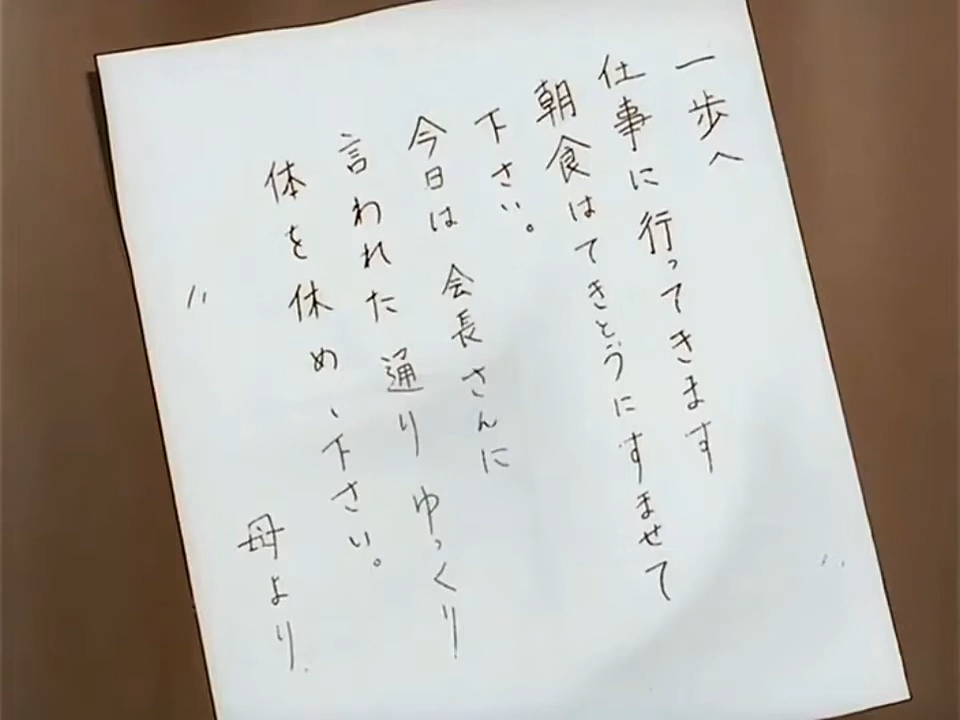 一歩へ
仕事に行ってきます
朝食はてきとうにすませて
下さい。
今日は会長さんに
言われた通りゆっくり
体を休め、下さい。
母より